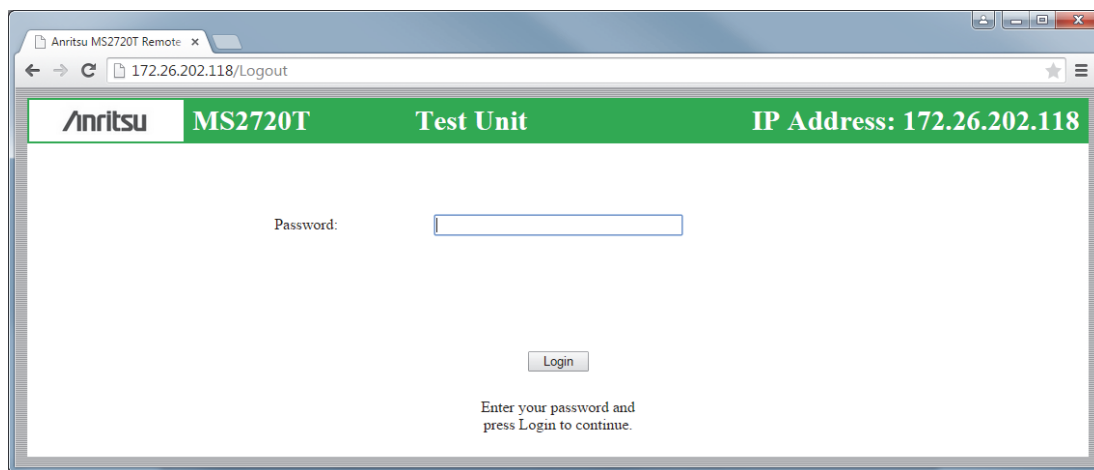 Anritsu MS2720T Remote
172.26.202.118/Logout
Anritsu MS2720T Test Unit IP Address: 172.26.202.118
Password:
Login
Enter your password and
press Login to continue.